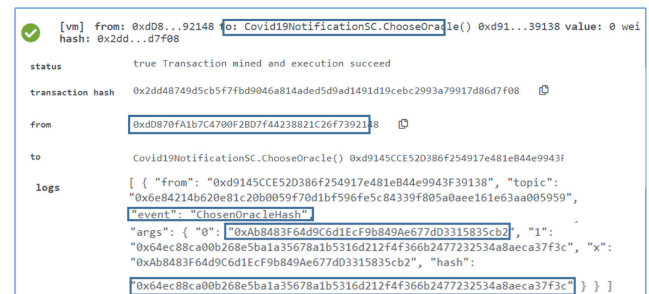 [vm] from: 0xdD8...92148 to: Covid19NotificationSC.ChooseOracle() 0xd91...39138 value: 0 wei
hash: 0x2dd...d7f08
status true Transaction mined and execution succeed
transaction hash 0x2dd48749d5cb5f7fbd9046a814aded5d9ad1491d19cebc2993a79917d86d7f08
from 0xdD870fA1b7C4700F2BD7f44238821C26f7392148
to Covid19NotificationSC.ChooseOracle() 0xd9145CCE52D386f254917e481eB44e9943F
logs [ { "from": "0xd9145CCE52D386f254917e481eB44e9943F39138", "topic":
"0x6e84214b620e81c20b0059f70d1bf596fe5c84339f805a0aee161e63aa005959",
"event": "ChosenOracleHash",
"args": { "0": "0xAb8483F64d9C6d1EcF9b849Ae677dD3315835cb2", "1":
"0x64ec88ca00b268e5ba1a35678a1b5316d212f4f366b2477232534a8aeca37f3c", "x":
"0xAb8483F64d9C6d1EcF9b849Ae677dD3315835cb2", "hash":
"0x64ec88ca00b268e5ba1a35678a1b5316d212f4f366b2477232534a8aeca37f3c" } } ]